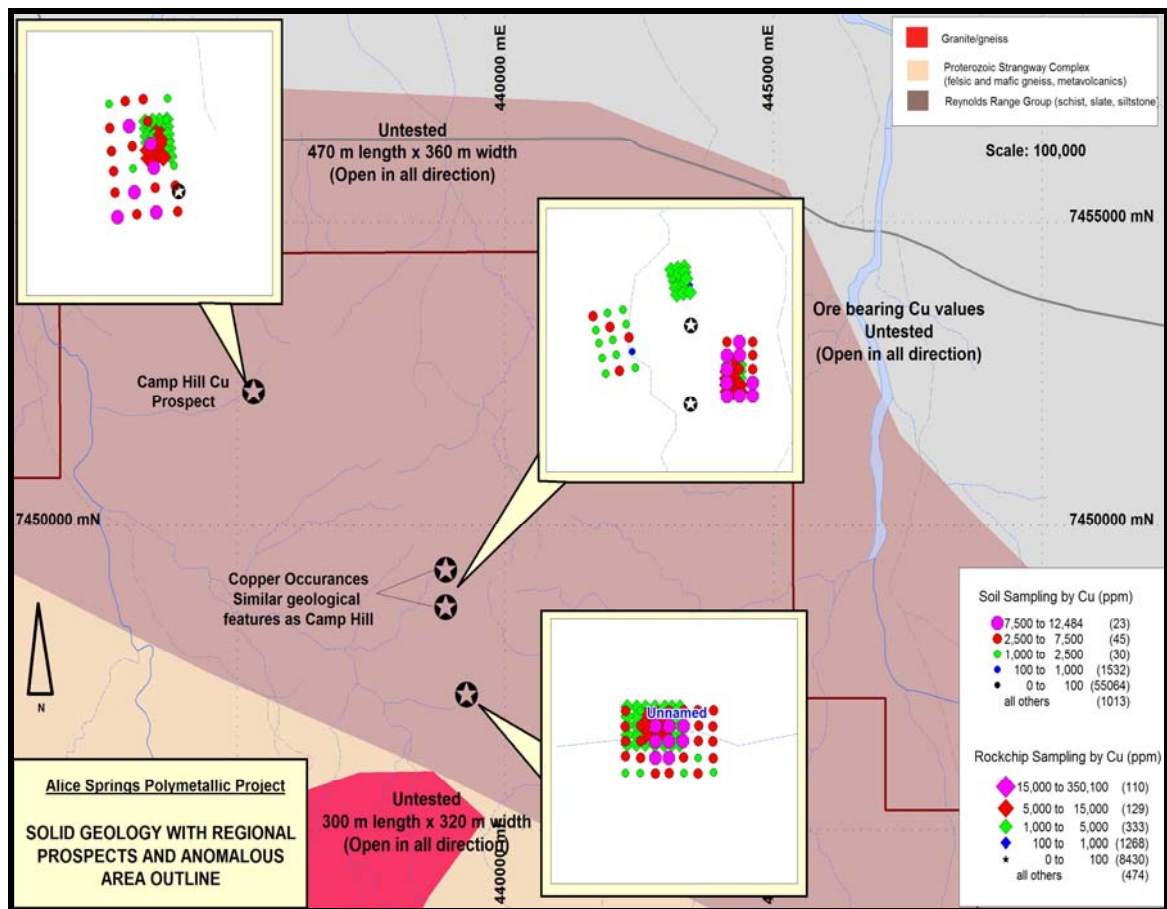 440000 mE
445000 mE
Granite/gneiss
Proterozoic Strangway Complex
(felsic and mafic gneiss, metavolcanics)
Reynolds Range Group (schist, slate, siltstone)
Scale: 100,000
Untested
470 m length x 360 m width
(Open in all direction)
7455000 mN
Ore bearing Cu values
Untested
(Open in all direction)
Camp Hill Cu
Prospect
7450000 mN
7450000 mN
Copper Occurances
Similar geological
features as Camp Hill
Soil Sampling by Cu (ppm)
7,500 to 12,484 (23)
2,500 to 7,500 (45)
1,000 to 2,500 (30)
100 to 1,000 (1532)
0 to 100 (55064)
all others (1013)
N
Unnamed
Rockchip Sampling by Cu (ppm)
15,000 to 350,100 (110)
5,000 to 15,000 (129)
1,000 to 5,000 (333)
100 to 1,000 (1268)
0 to 100 (8430)
all others (474)
Alice Springs Polymetallic Project
SOLID GEOLOGY WITH REGIONAL
PROSPECTS AND ANOMALOUS
AREA OUTLINE
Untested
300 m length x 320 m width
(Open in all direction)
440000 mE